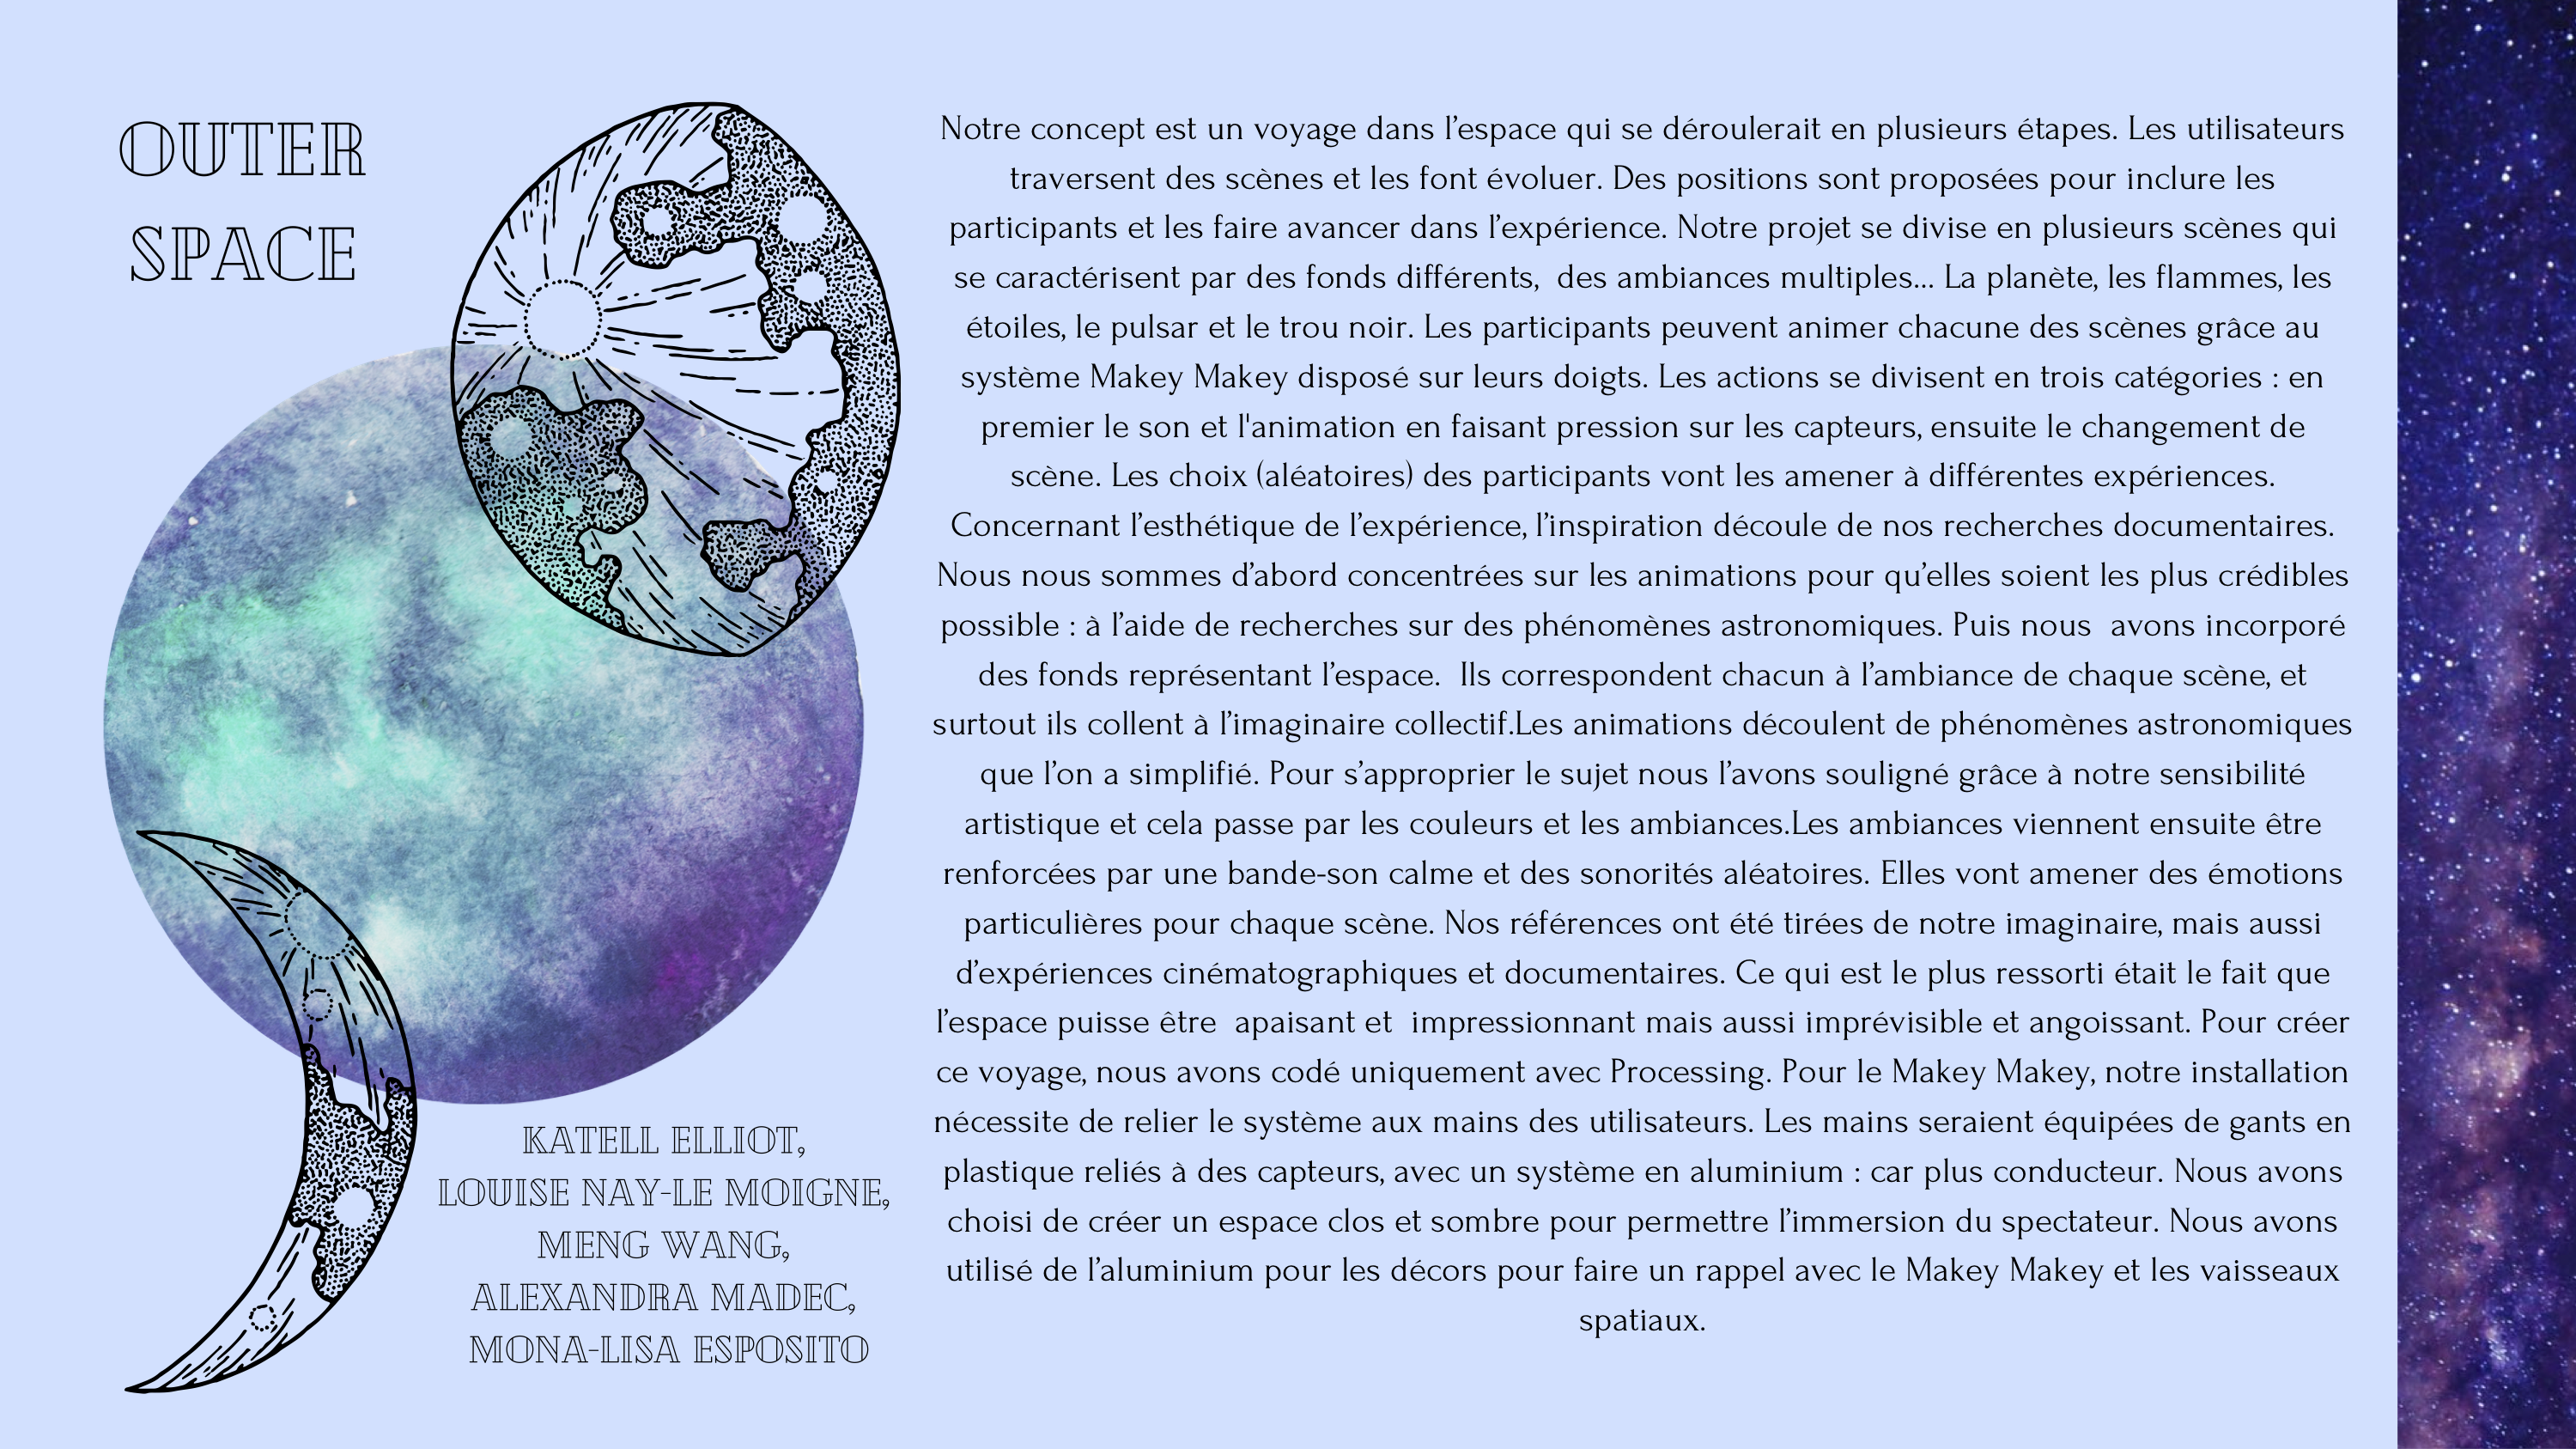 OUTER
SPACE
Notre concept est un voyage dans l’espace qui se déroulerait en plusieurs étapes. Les utilisateurs
traversent des scènes et les font évoluer. Des positions sont proposées pour inclure les
participants et les faire avancer dans l’expérience. Notre projet se divise en plusieurs scènes qui
se caractérisent par des fonds différents,  des ambiances multiples... La planète, les flammes, les
étoiles, le pulsar et le trou noir. Les participants peuvent animer chacune des scènes grâce au
système Makey Makey disposé sur leurs doigts. Les actions se divisent en trois catégories : en
premier le son et l'animation en faisant pression sur les capteurs, ensuite le changement de
scène. Les choix (aléatoires) des participants vont les amener à différentes expériences.
Concernant l’esthétique de l’expérience, l’inspiration découle de nos recherches documentaires.
Nous nous sommes d’abord concentrées sur les animations pour qu’elles soient les plus crédibles
possible : à l’aide de recherches sur des phénomènes astronomiques. Puis nous  avons incorporé
des fonds représentant l’espace.  Ils correspondent chacun à l’ambiance de chaque scène, et
surtout ils collent à l’imaginaire collectif.Les animations découlent de phénomènes astronomiques
que l’on a simplifié. Pour s’approprier le sujet nous l’avons souligné grâce à notre sensibilité
artistique et cela passe par les couleurs et les ambiances.Les ambiances viennent ensuite être
renforcées par une bande-son calme et des sonorités aléatoires. Elles vont amener des émotions
particulières pour chaque scène. Nos références ont été tirées de notre imaginaire, mais aussi
d’expériences cinématographiques et documentaires. Ce qui est le plus ressorti était le fait que
l’espace puisse être  apaisant et  impressionnant mais aussi imprévisible et angoissant. Pour créer
ce voyage, nous avons codé uniquement avec Processing. Pour le Makey Makey, notre installation
nécessite de relier le système aux mains des utilisateurs. Les mains seraient équipées de gants en
plastique reliés à des capteurs, avec un système en aluminium : car plus conducteur. Nous avons
choisi de créer un espace clos et sombre pour permettre l’immersion du spectateur. Nous avons
utilisé de l’aluminium pour les décors pour faire un rappel avec le Makey Makey et les vaisseaux
spatiaux.
KATELL ELLIOT,
LOUISE NAY-LE MOIGNE,
MENG WANG,
ALEXANDRA MADEC,
MONA-LISA ESPOSITO